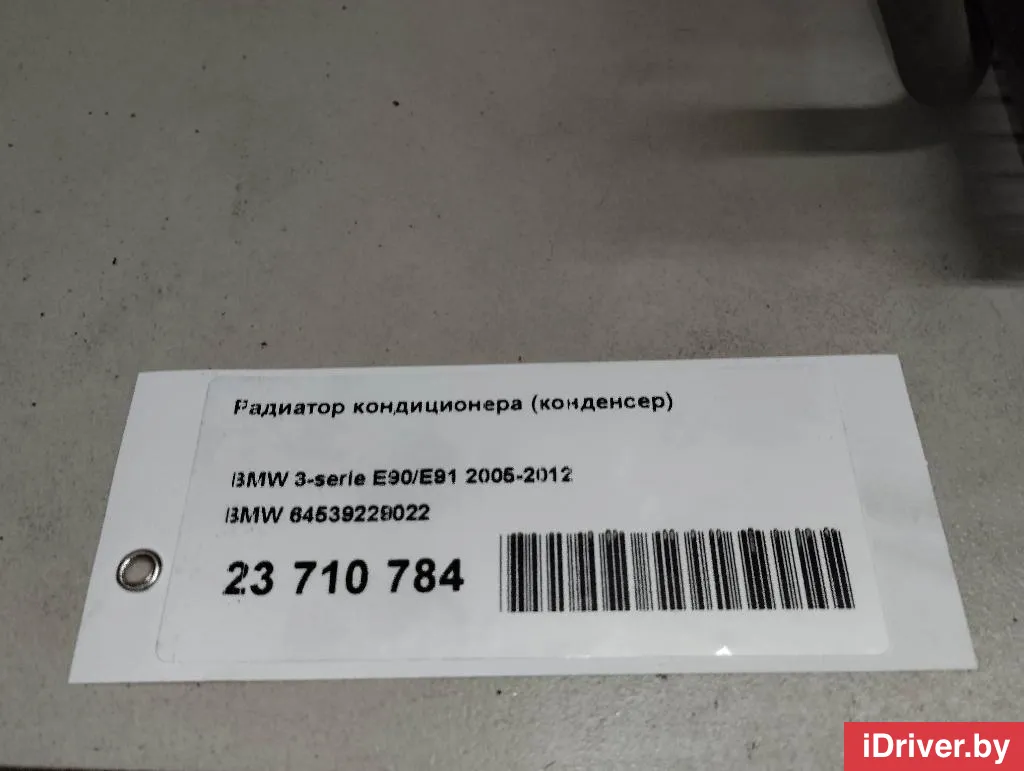 Радиатор кондиционера (конденсер)
BMW 3-serie E90/E91 2005-2012
BMW 64539229022
23 710 784
iDriver.by